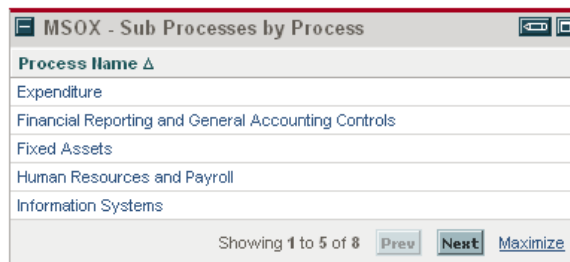 MSOX - Sub Processes by Process
Process Name Δ
Expenditure
Financial Reporting and General Accounting Controls
Fixed Assets
Human Resources and Payroll
Information Systems
Showing 1 to 5 of 8 Prev Next Maximize